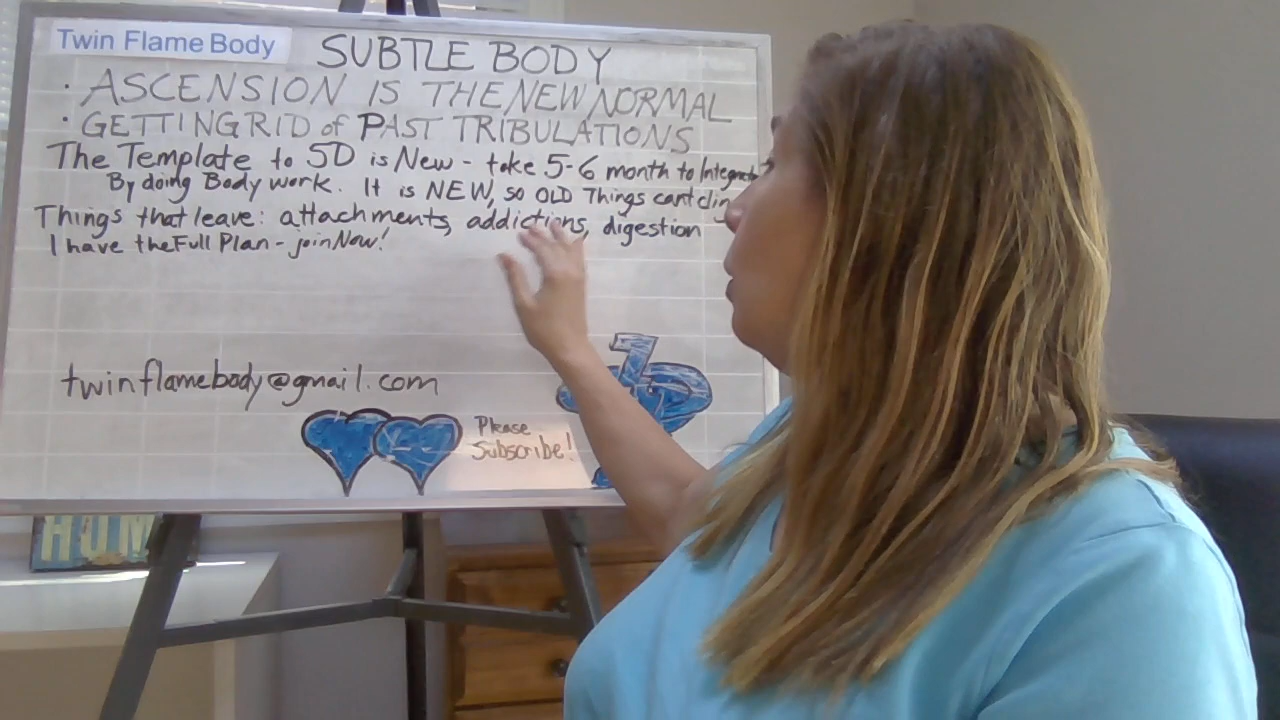 Twin Flame Body
SUBTLE BODY
· ASCENSION IS THE NEW NORMAL
· GETTING RID of PAST TRIBULATIONS
The Template to 5D is New - take 5-6 month to
By doing Body work. It is NEW, so OLD Things cant cling
Things that leave: attachments, addictions, digestion
I have the Full Plan - join Now!
twinflamebody@gmail.com
Please
Subscribe!
HOM